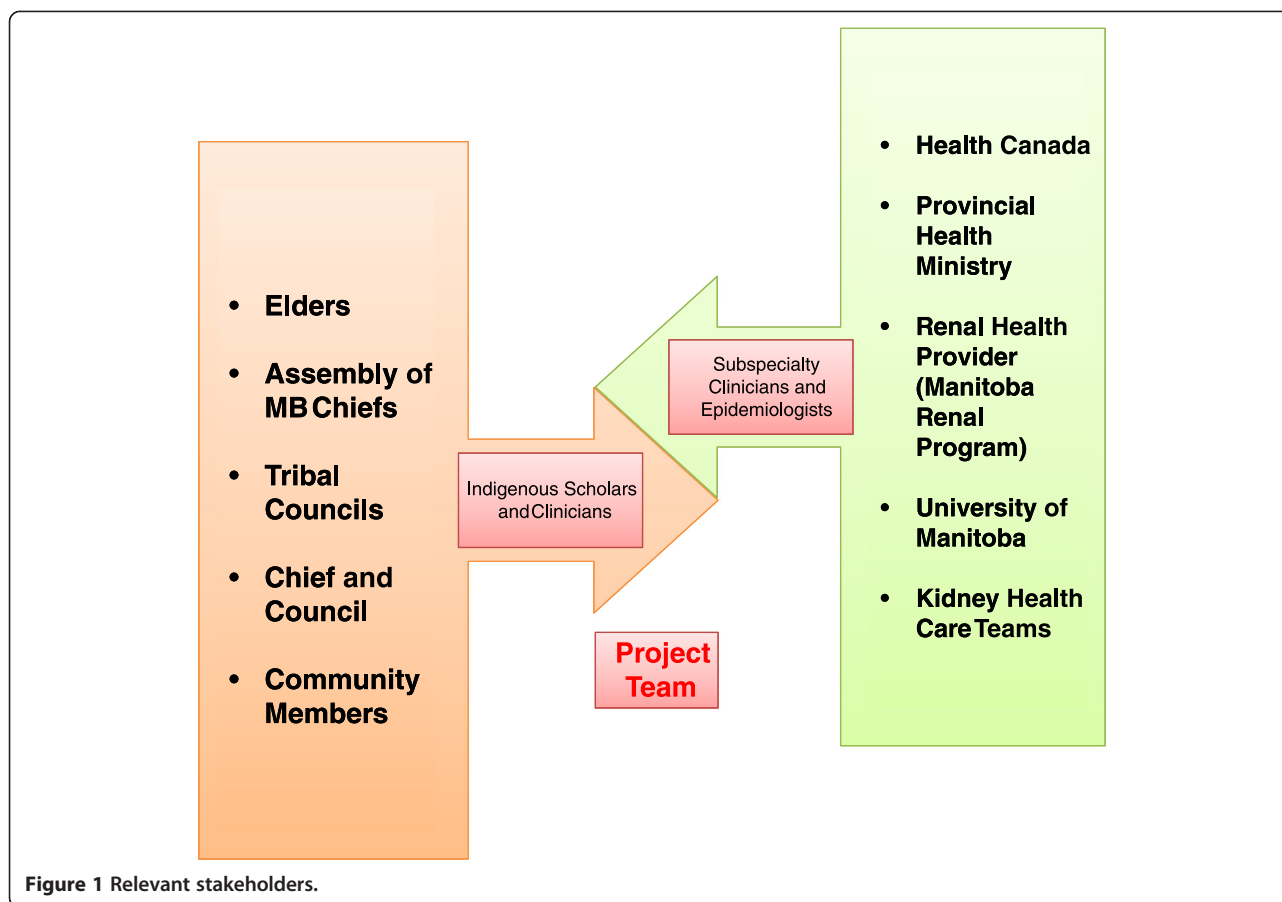 • Elders
• Assembly of
MB Chiefs
• Tribal
Councils
• Chief and
Council
• Community
Members
Indigenous Scholars
and Clinicians
Project
Team
Subspecialty
Clinicians and
Epidemiologists
• Health Canada
• Provincial
Health
Ministry
• Renal Health
Provider
(Manitoba
Renal
Program)
• University of
Manitoba
• Kidney Health
Care Teams
Figure 1 Relevant stakeholders.